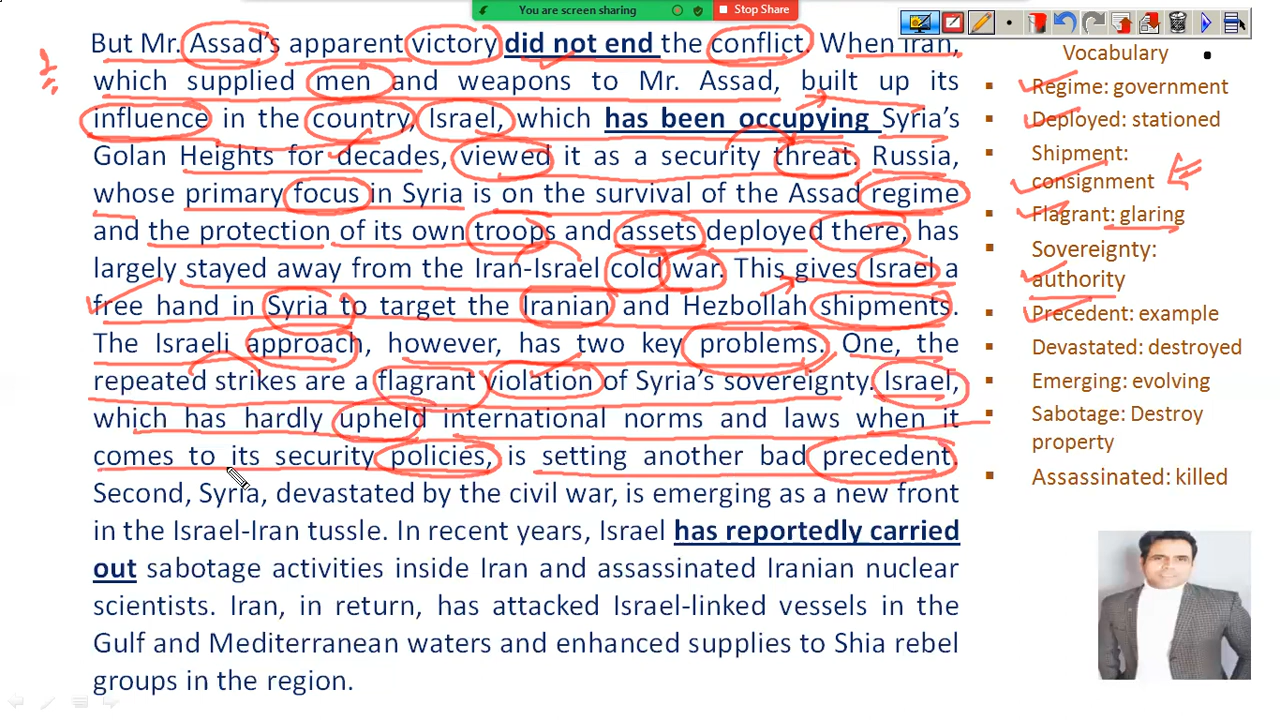 You are screen sharing
Stop Share
But Mr. Assad's apparent victory did not end the conflict. When Iran,
which supplied men and weapons to Mr. Assad, built up its
influence in the country, Israel, which has been occupying Syria's
Golan Heights for decades, viewed it as a security threat. Russia,
whose primary focus in Syria is on the survival of the Assad regime
and the protection of its own troops and assets deployed there, has
largely stayed away from the Iran-Israel cold war. This gives Israel a
free hand in Syria to target the Iranian and Hezbollah shipments.
The Israeli approach, however, has two key problems. One, the
repeated strikes are a flagrant violation of Syria's sovereignty. Israel,
which has hardly upheld international norms and laws when it
comes to its security policies, is setting another bad precedent.
Second, Syria, devastated by the civil war, is emerging as a new front
in the Israel-Iran tussle. In recent years, Israel has reportedly carried
out sabotage activities inside Iran and assassinated Iranian nuclear
scientists. Iran, in return, has attacked Israel-linked vessels in the
Gulf and Mediterranean waters and enhanced supplies to Shia rebel
groups in the region.
Vocabulary
Regime: government
Deployed: stationed
Shipment:
consignment
Flagrant: glaring
Sovereignty:
authority
Precedent: example
Devastated: destroyed
Emerging: evolving
Sabotage: Destroy
property
Assassinated: killed